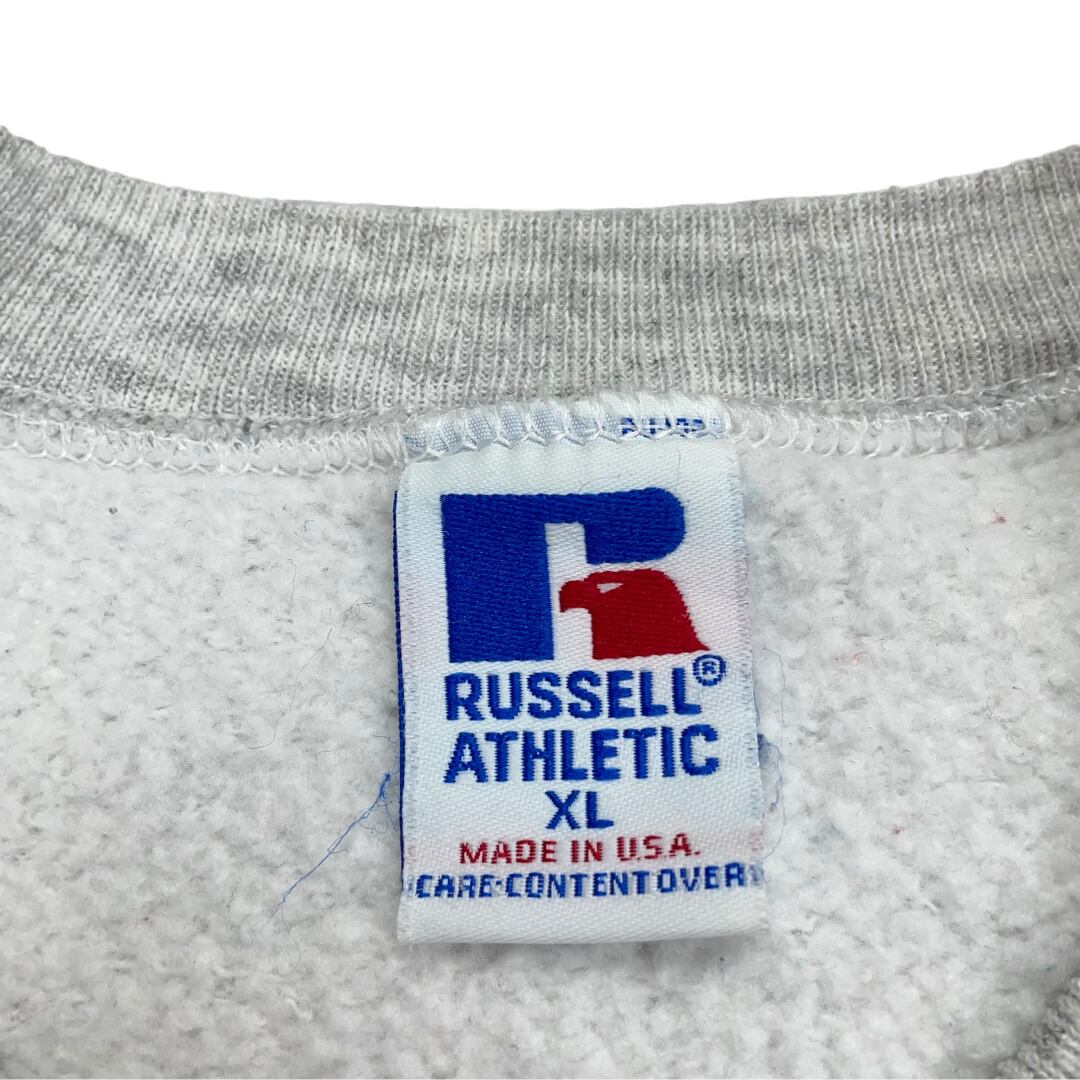 RUSSELL®
ATHLETIC
XL
MADE IN U.S.A.
CARE·CONTENT OVER